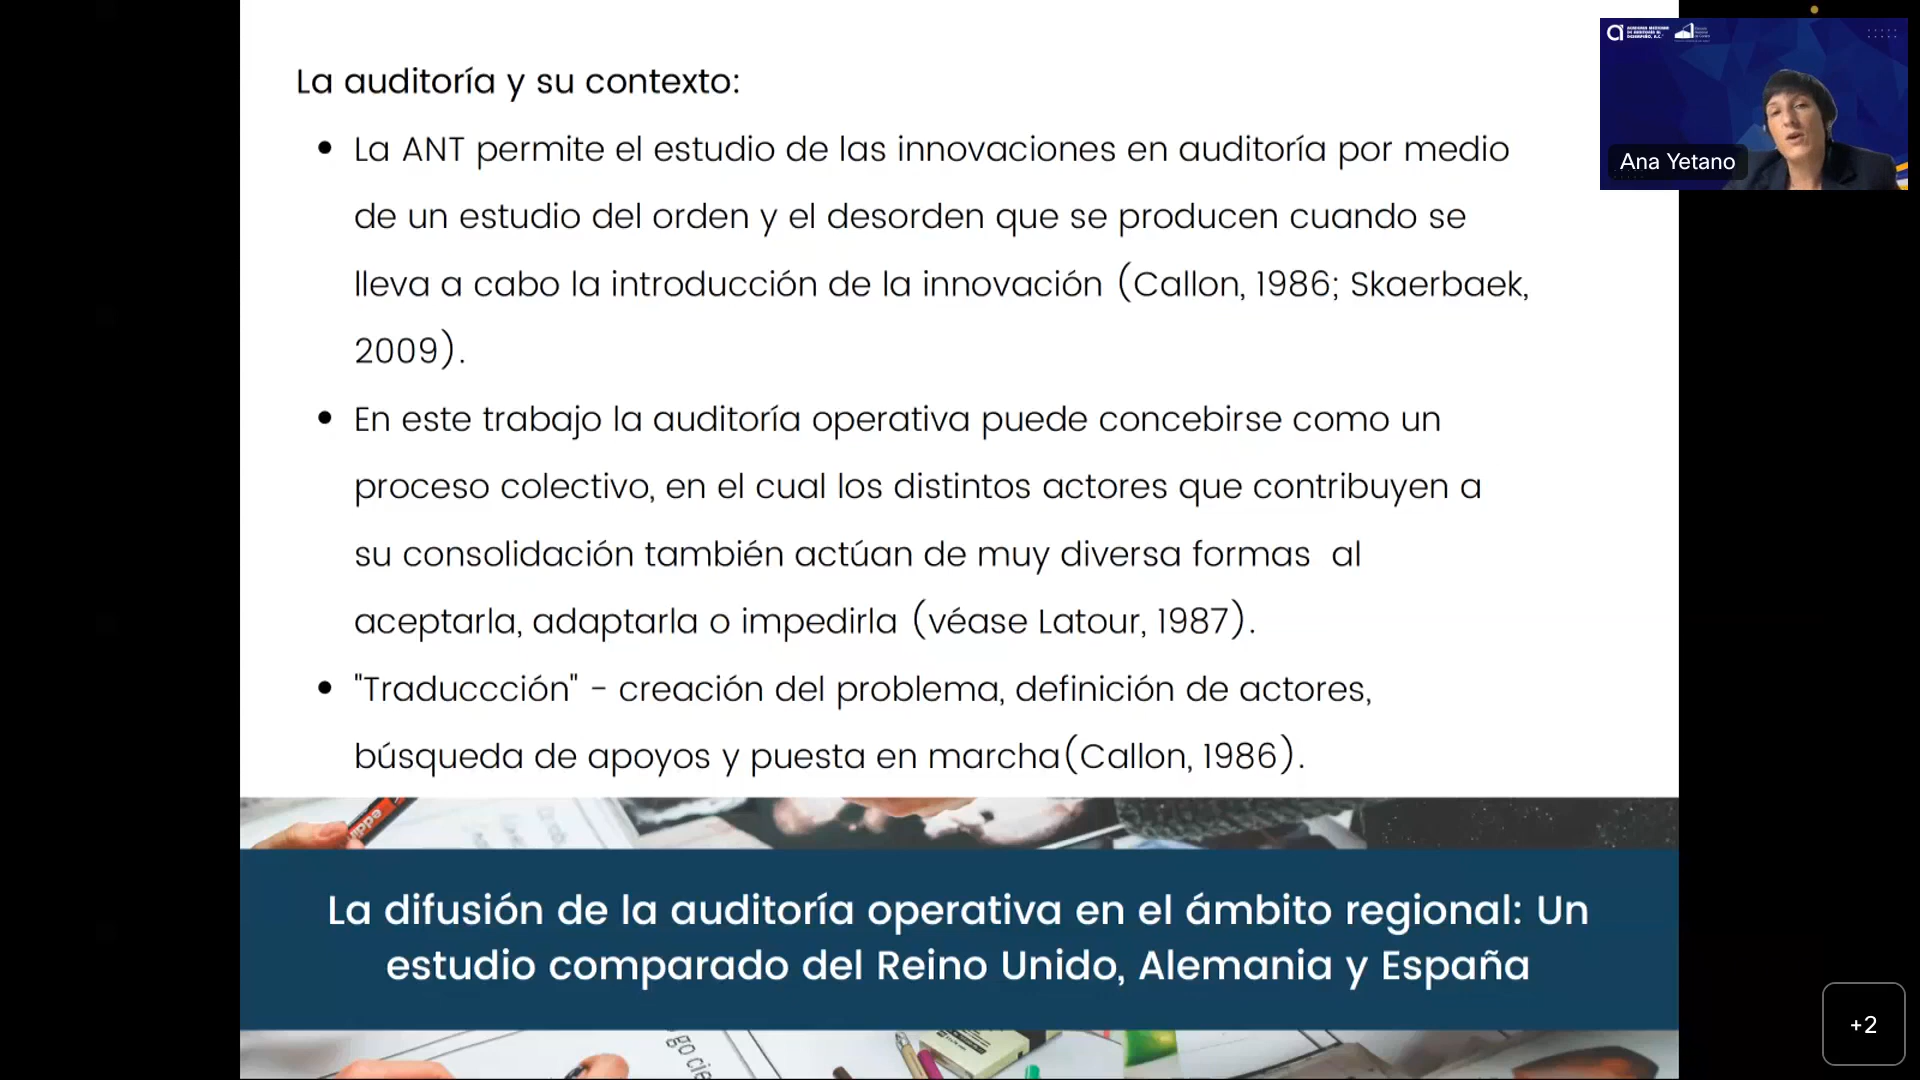 La auditoría y su contexto:
• La ANT permite el estudio de las innovaciones en auditoría por medio
de un estudio del orden y el desorden que se producen cuando se
lleva a cabo la introducción de la innovación (Callon, 1986; Skaerbaek,
2009).
• En este trabajo la auditoría operativa puede concebirse como un
proceso colectivo, en el cual los distintos actores que contribuyen a
su consolidación también actúan de muy diversa formas al
aceptarla, adaptarla o impedirla (véase Latour, 1987).
• "Traduccción" - creación del problema, definición de actores,
búsqueda de apoyos y puesta en marcha(Callon, 1986).
La difusión de la auditoría operativa en el ámbito regional: Un
estudio comparado del Reino Unido, Alemania y España
Ana Yetano
+2